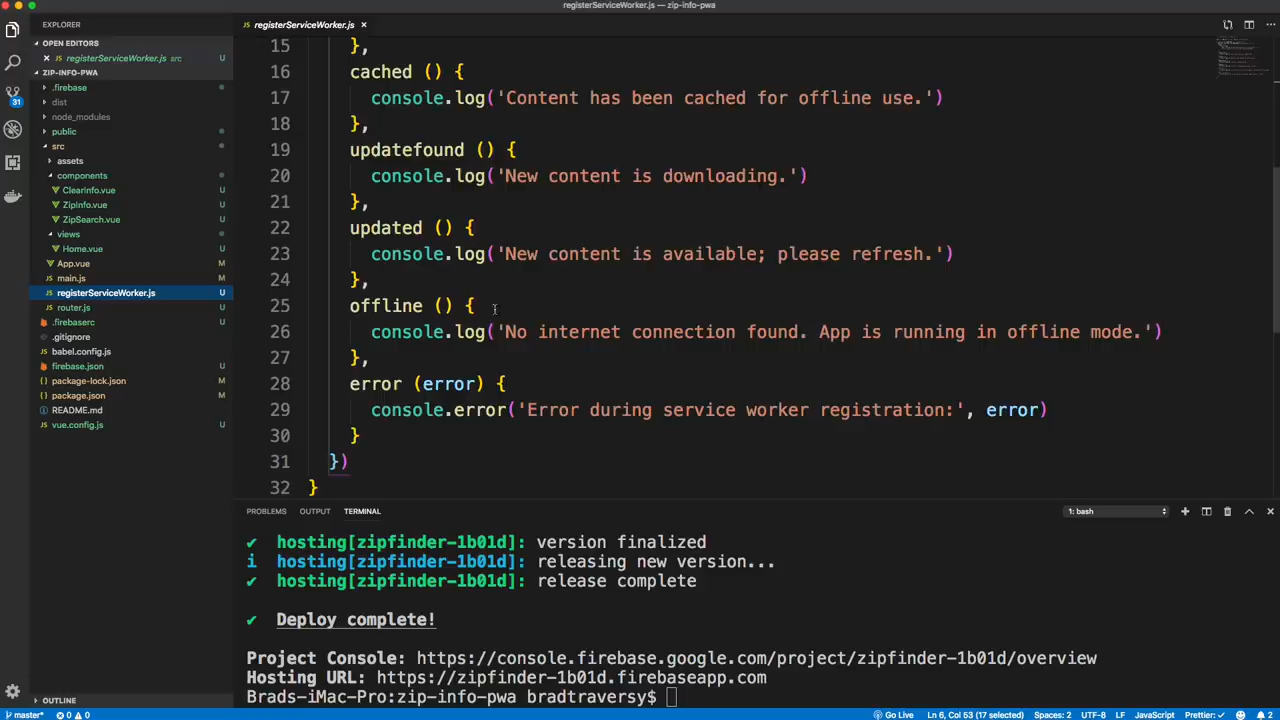 registerServiceWorker.js — zip-info-pwa
EXPLORER
OPEN EDITORS
registerServiceWorker.js src U
ZIP-INFO-PWA
.firebase
dist
node_modules
public
src
assets
components
ClearInfo.vue U
ZipInfo.vue U
ZipSearch.vue U
views
Home.vue U
App.vue M
main.js M
registerServiceWorker.js U
router.js U
.firebaserc U
.gitignore
babel.config.js
firebase.json U
package-lock.json M
package.json M
README.md
vue.config.js U
OUTLINE
31
registerServiceWorker.js
15 },
16 cached () {
17 console.log('Content has been cached for offline use.')
18 },
19 updatefound () {
20 console.log('New content is downloading.')
21 },
22 updated () {
23 console.log('New content is available; please refresh.')
24 },
25 offline () {
26 console.log('No internet connection found. App is running in offline mode.')
27 },
28 error (error) {
29 console.error('Error during service worker registration:', error)
30 }
31 })
32 }
PROBLEMS OUTPUT TERMINAL 1: bash
✔ hosting[zipfinder-1b01d]: version finalized
i hosting[zipfinder-1b01d]: releasing new version...
✔ hosting[zipfinder-1b01d]: release complete
✔ Deploy complete!
Project Console: https://console.firebase.google.com/project/zipfinder-1b01d/overview
Hosting URL: https://zipfinder-1b01d.firebaseapp.com
Brads-iMac-Pro:zip-info-pwa bradtraversy$
master* 0 0 Go Live Ln 6, Col 53 (17 selected) Spaces: 2 UTF-8 LF JavaScript Prettier: ✓ 2